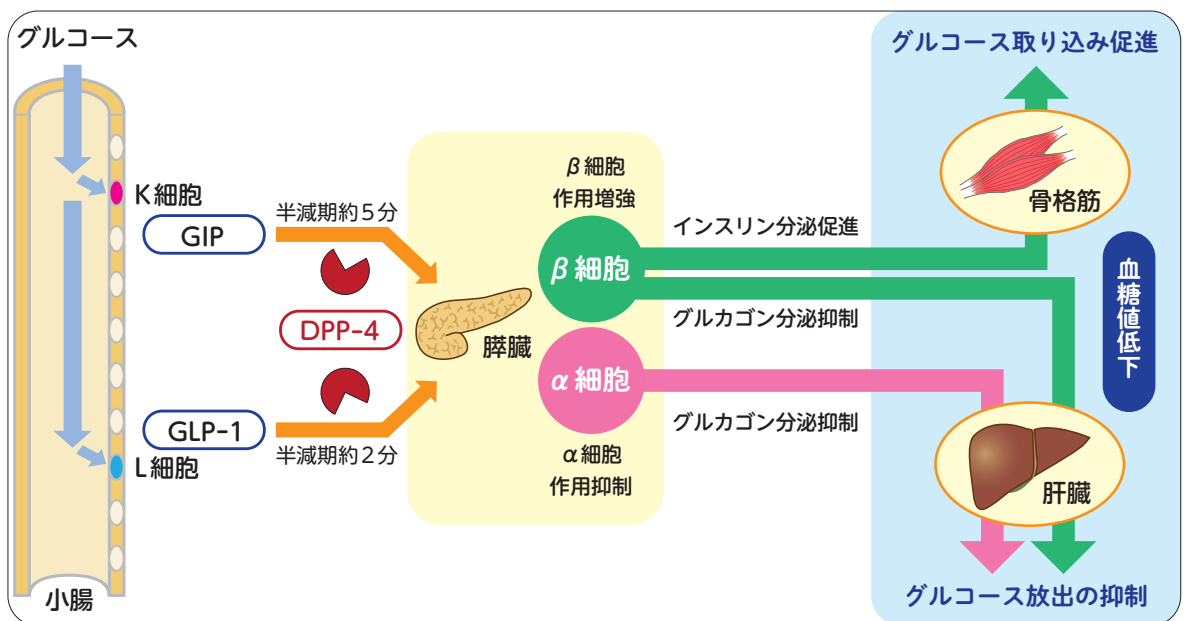 グルコース
K細胞
GIP
半減期約5分
DPP-4
GLP-1
半減期約2分
L細胞
小腸
膵臓
β細胞
作用増強
β細胞
α細胞
α細胞
作用抑制
インスリン分泌促進
グルカゴン分泌抑制
グルカゴン分泌抑制
グルコース取り込み促進
骨格筋
血糖値低下
肝臓
グルコース放出の抑制